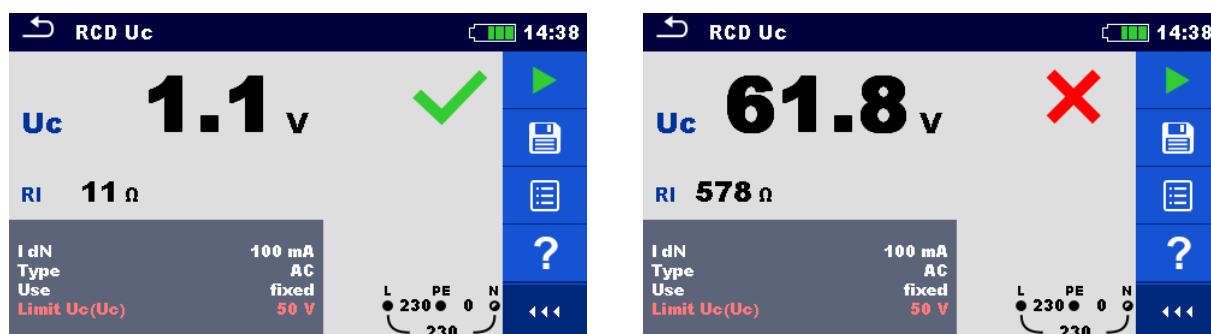 RCD Uc 14:38
Uc 1.1 V
RI 11 Ω
I dN 100 mA
Type AC
Use fixed
Limit Uc(Uc) 50 V
?
L PE N
230 0
230
RCD Uc 14:38
Uc 61.8 V
RI 578 Ω
I dN 100 mA
Type AC
Use fixed
Limit Uc(Uc) 50 V
?
L PE N
230 0
230